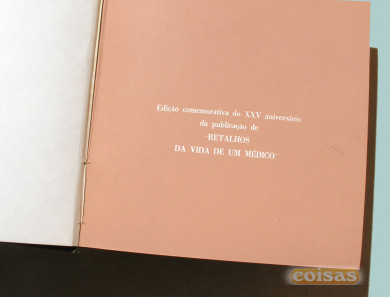 Edição comemorativa do XXV aniversário
da publicação de
"RETALHOS
DA VIDA DE UM MÉDICO"
coisas